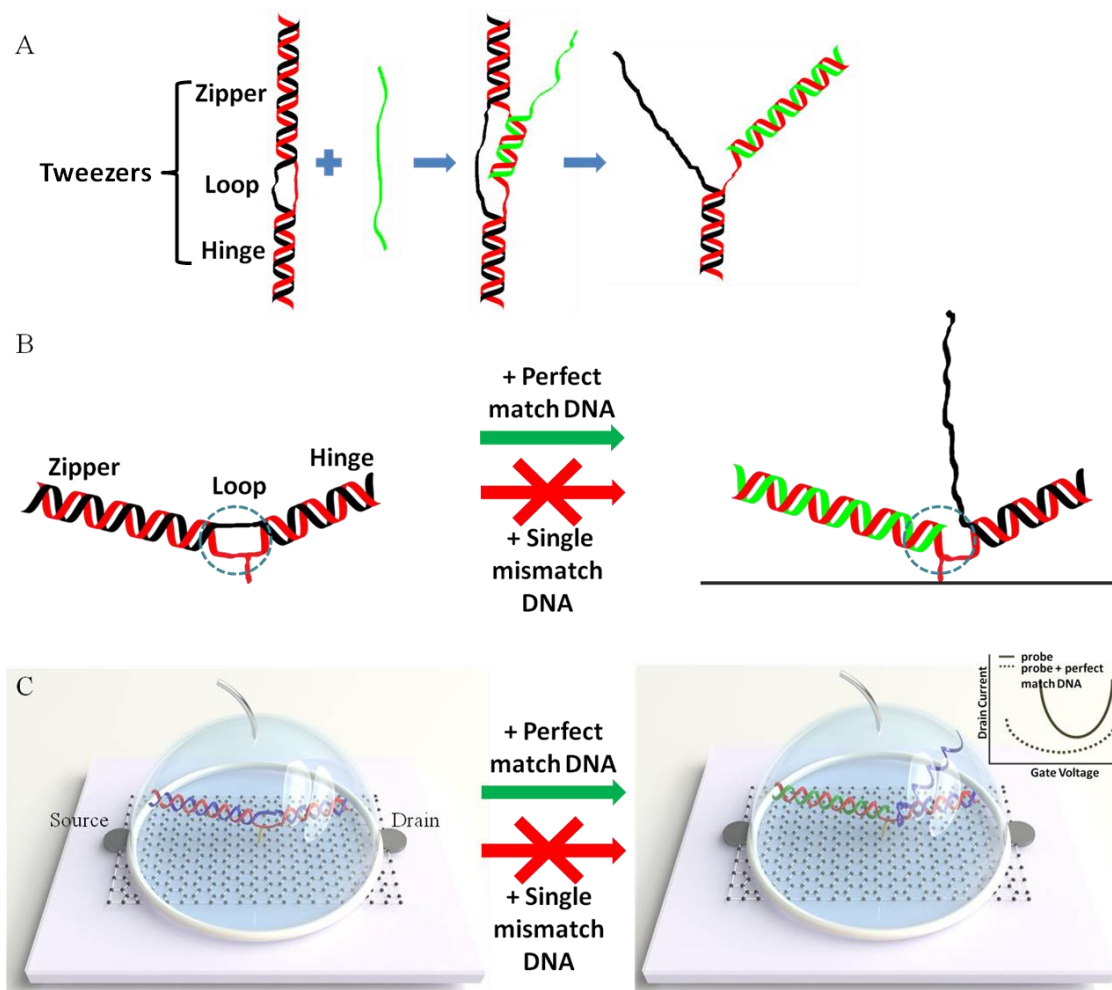 A
Zipper
Tweezers
Loop
Hinge
B
+ Perfect
match DNA
Zipper
Loop
Hinge
+ Single
mismatch
DNA
C
Source
Drain
+ Perfect
match DNA
+ Single
mismatch
DNA
probe
probe + perfect
match DNA
Drain Current
Gate Voltage